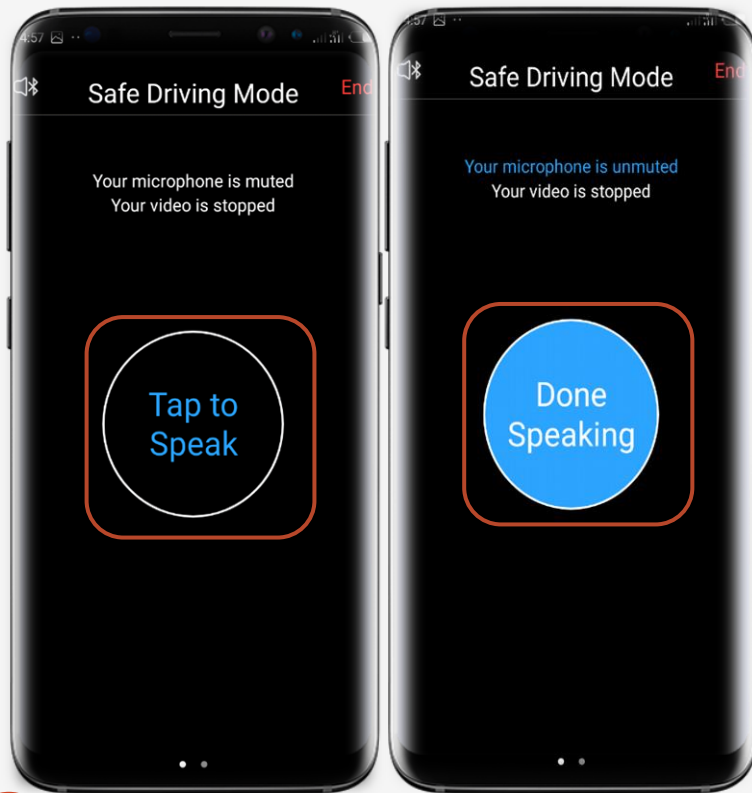 4:57
Safe Driving Mode
End
Your microphone is muted
Your video is stopped
Tap to
Speak
:57
Safe Driving Mode
End
Your microphone is unmuted
Your video is stopped
Done
Speaking